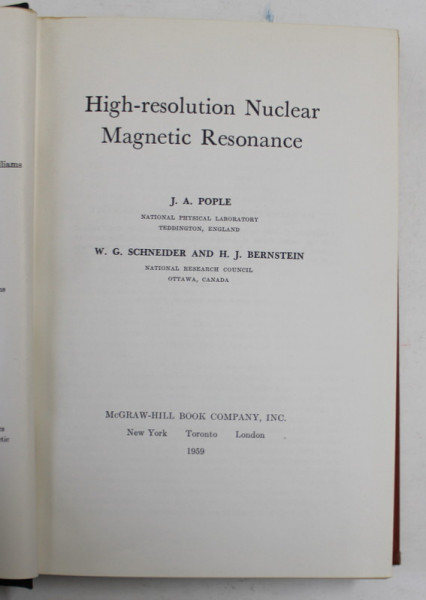 High-resolution Nuclear
Magnetic Resonance
J. A. POPLE
NATIONAL PHYSICAL LABORATORY
TEDDINGTON, ENGLAND
W. G. SCHNEIDER AND H. J. BERNSTEIN
NATIONAL RESEARCH COUNCIL
OTTAWA, CANADA
McGRAW-HILL BOOK COMPANY, INC.
New York Toronto London
1959